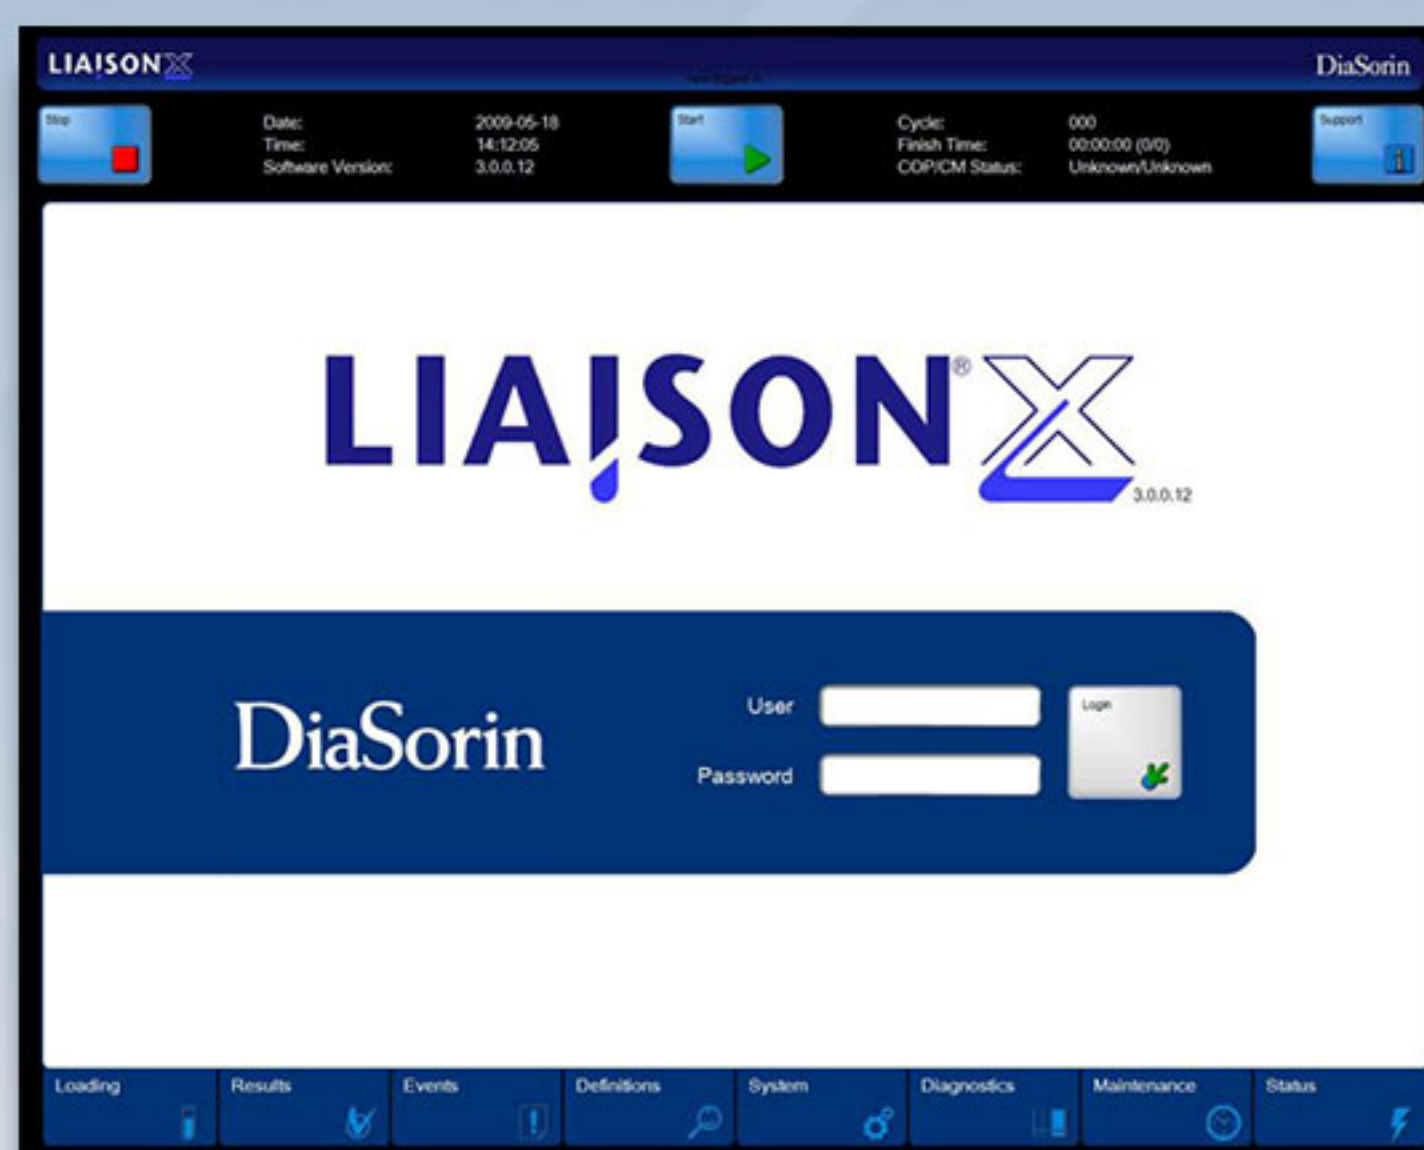 LIAISON X
DiaSorin
Stop
Date: 2009-05-18
Time: 14:12:05
Software Version: 3.0.0.12
Start
Cycle: 000
Finish Time: 00:00:00 (0/0)
COP/CM Status: Unknown/Unknown
Support
LIAISON® X
3.0.0.12
DiaSorin
User
Password
Login
Loading
Results
Events
Definitions
System
Diagnostics
Maintenance
Status